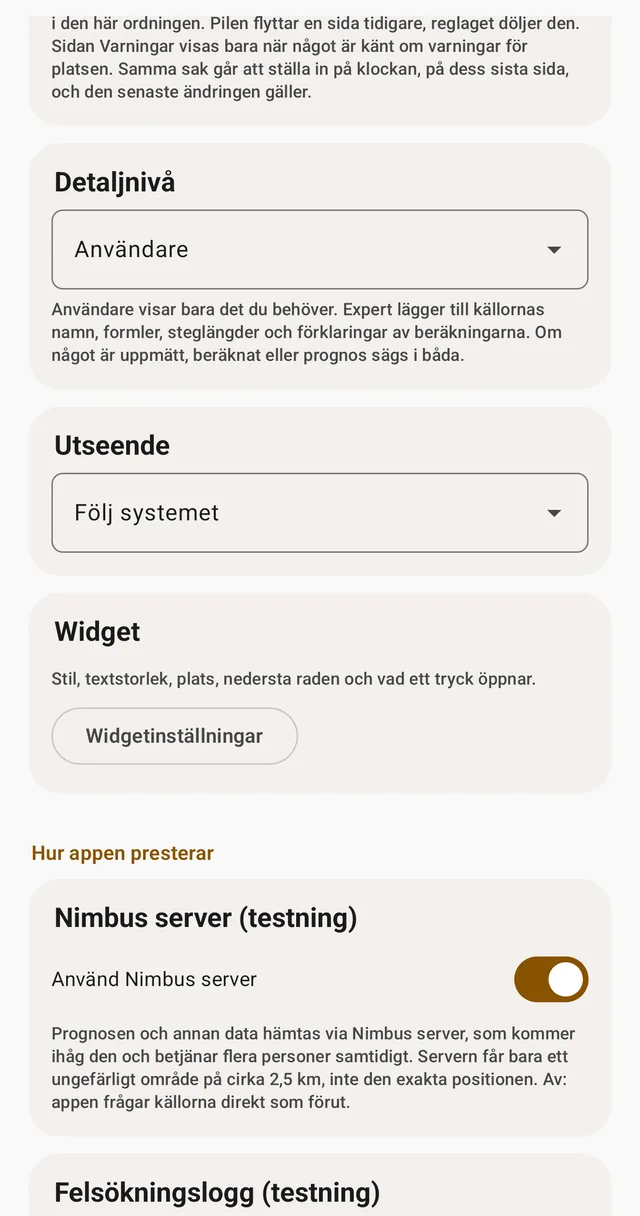 i den här ordningen. Pilen flyttar en sida tidigare, reglaget döljer den.
Sidan Varningar visas bara när något är känt om varningar för
platsen. Samma sak går att ställa in på klockan, på dess sista sida,
och den senaste ändringen gäller.
Detaljnivå
Användare
Användare visar bara det du behöver. Expert lägger till källornas
namn, formler, steglängder och förklaringar av beräkningarna. Om
något är uppmätt, beräknat eller prognos sägs i båda.
Utseende
Följ systemet
Widget
Stil, textstorlek, plats, nedersta raden och vad ett tryck öppnar.
Widgetinställningar
Hur appen presterar
Nimbus server (testning)
Använd Nimbus server
Prognosen och annan data hämtas via Nimbus server, som kommer
ihåg den och betjänar flera personer samtidigt. Servern får bara ett
ungefärligt område på cirka 2,5 km, inte den exakta positionen. Av:
appen frågar källorna direkt som förut.
Felsökningslogg (testning)